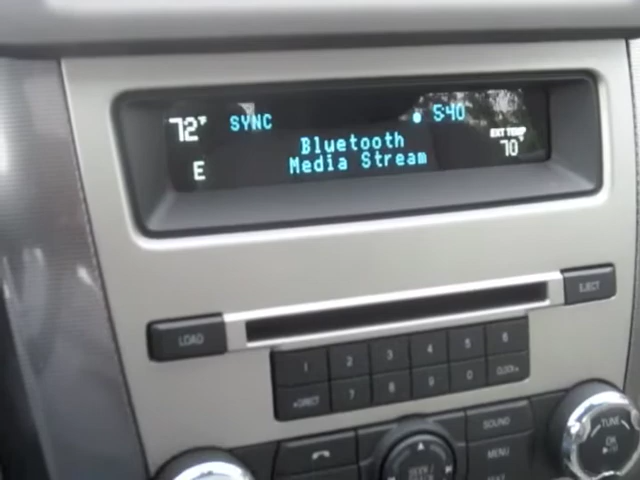 72°F SYNC 5:40
Bluetooth
Media Stream
EXT TEMP
70°
E
LOAD
EJECT
1 2 3 4 5 6
DIRECT 7 8 9 0 CLOCK
SOUND
MENU
SEEK
TUNE
OK